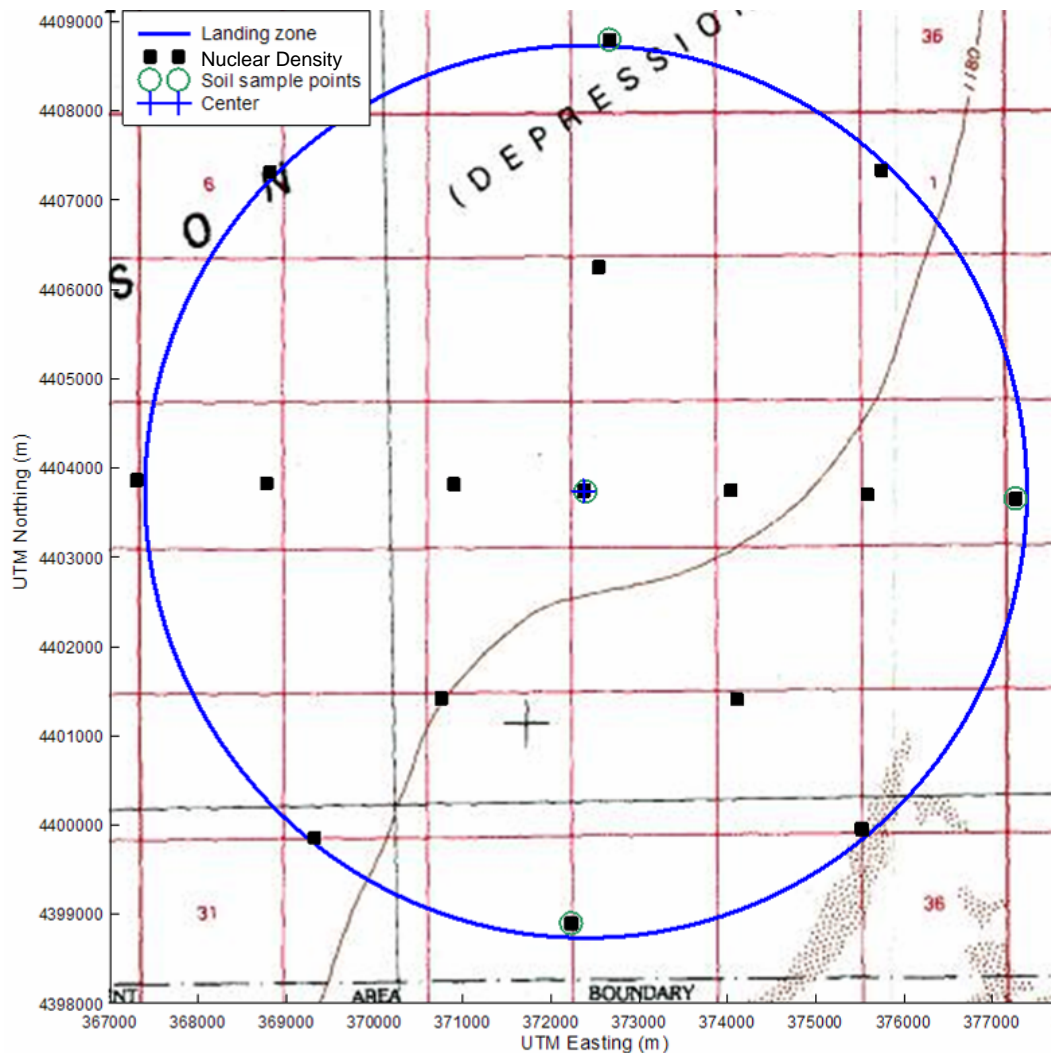 Landing zone
Nuclear Density
Soil sample points
Center
4409000
4408000
4407000
4406000
4405000
4404000
4403000
4402000
4401000
4400000
4399000
4398000
UTM Northing (m)
(DEPRESSIO
36
1180
6
1
S O N
31
36
NT AREA BOUNDARY
367000 368000 369000 370000 371000 372000 373000 374000 375000 376000 377000
UTM Easting (m)